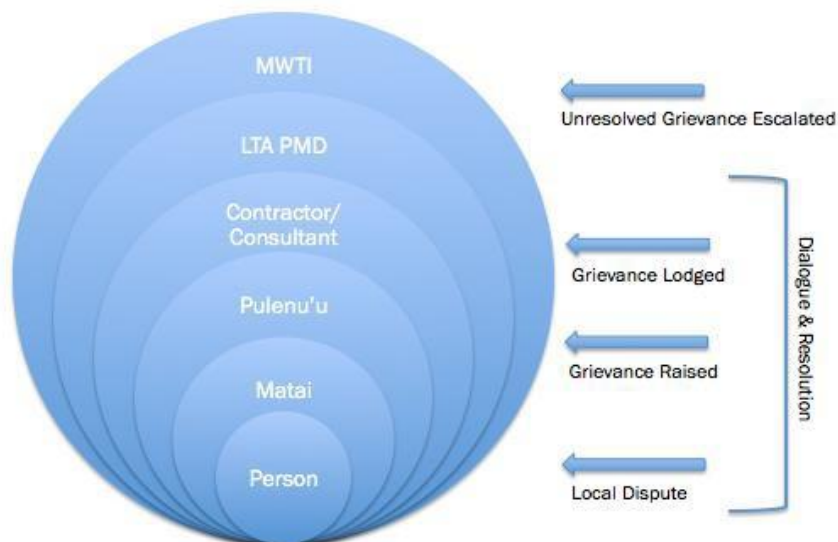 MWTI
Unresolved Grievance Escalated
LTA PMD
Contractor/
Consultant
Grievance Lodged
Pulenu'u
Grievance Raised
Matai
Person
Local Dispute
Dialogue & Resolution